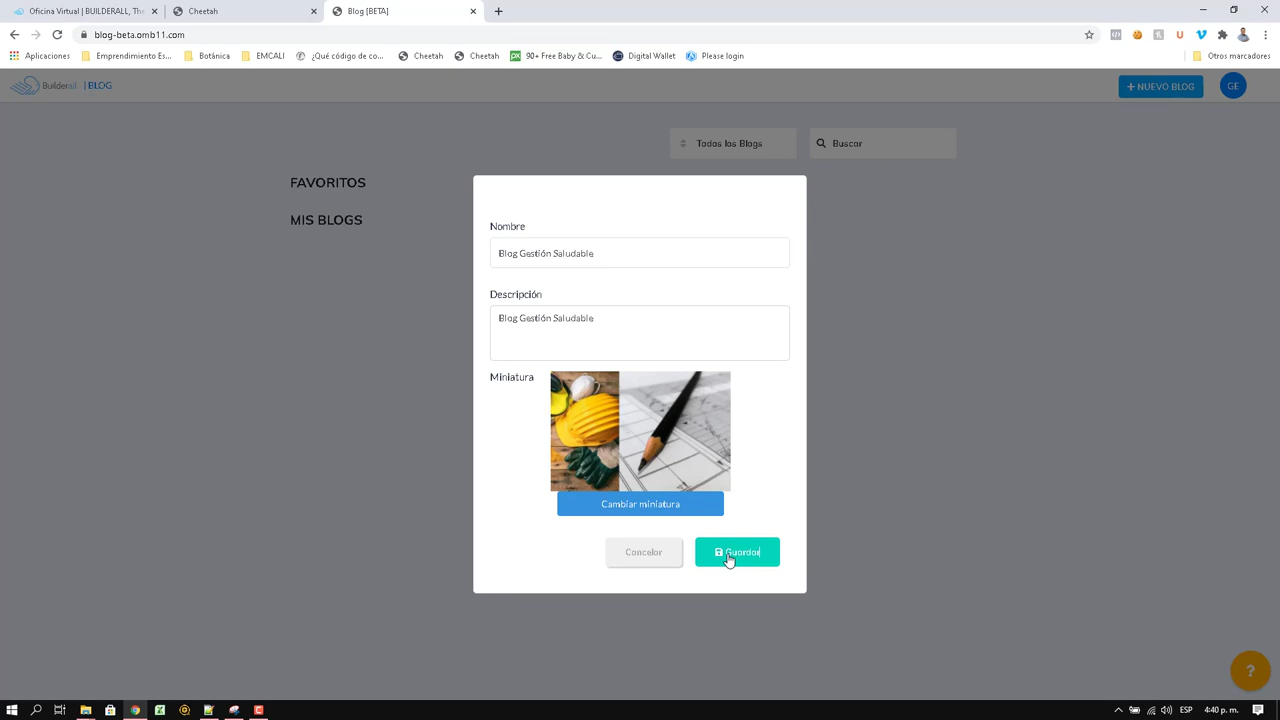 Oficina Virtual | BUILDERALL, The
Cheetah
Blog [BETA]
blog-beta.omb11.com
Aplicaciones
Emprendimiento Es...
Botánica
EMCALI
¿Qué código de co...
Cheetah
Cheetah
90+ Free Baby & Cu...
Digital Wallet
Please login
Otros marcadores
Builderall | BLOG
+ NUEVO BLOG
GE
Todas los Blogs
Buscar
FAVORITOS
MIS BLOGS
Nombre
Blog Gestión Saludable
Descripción
Blog Gestión Saludable
Miniatura
Cambiar miniatura
Cancelar
Guardar
?
ESP
4:40 p. m.